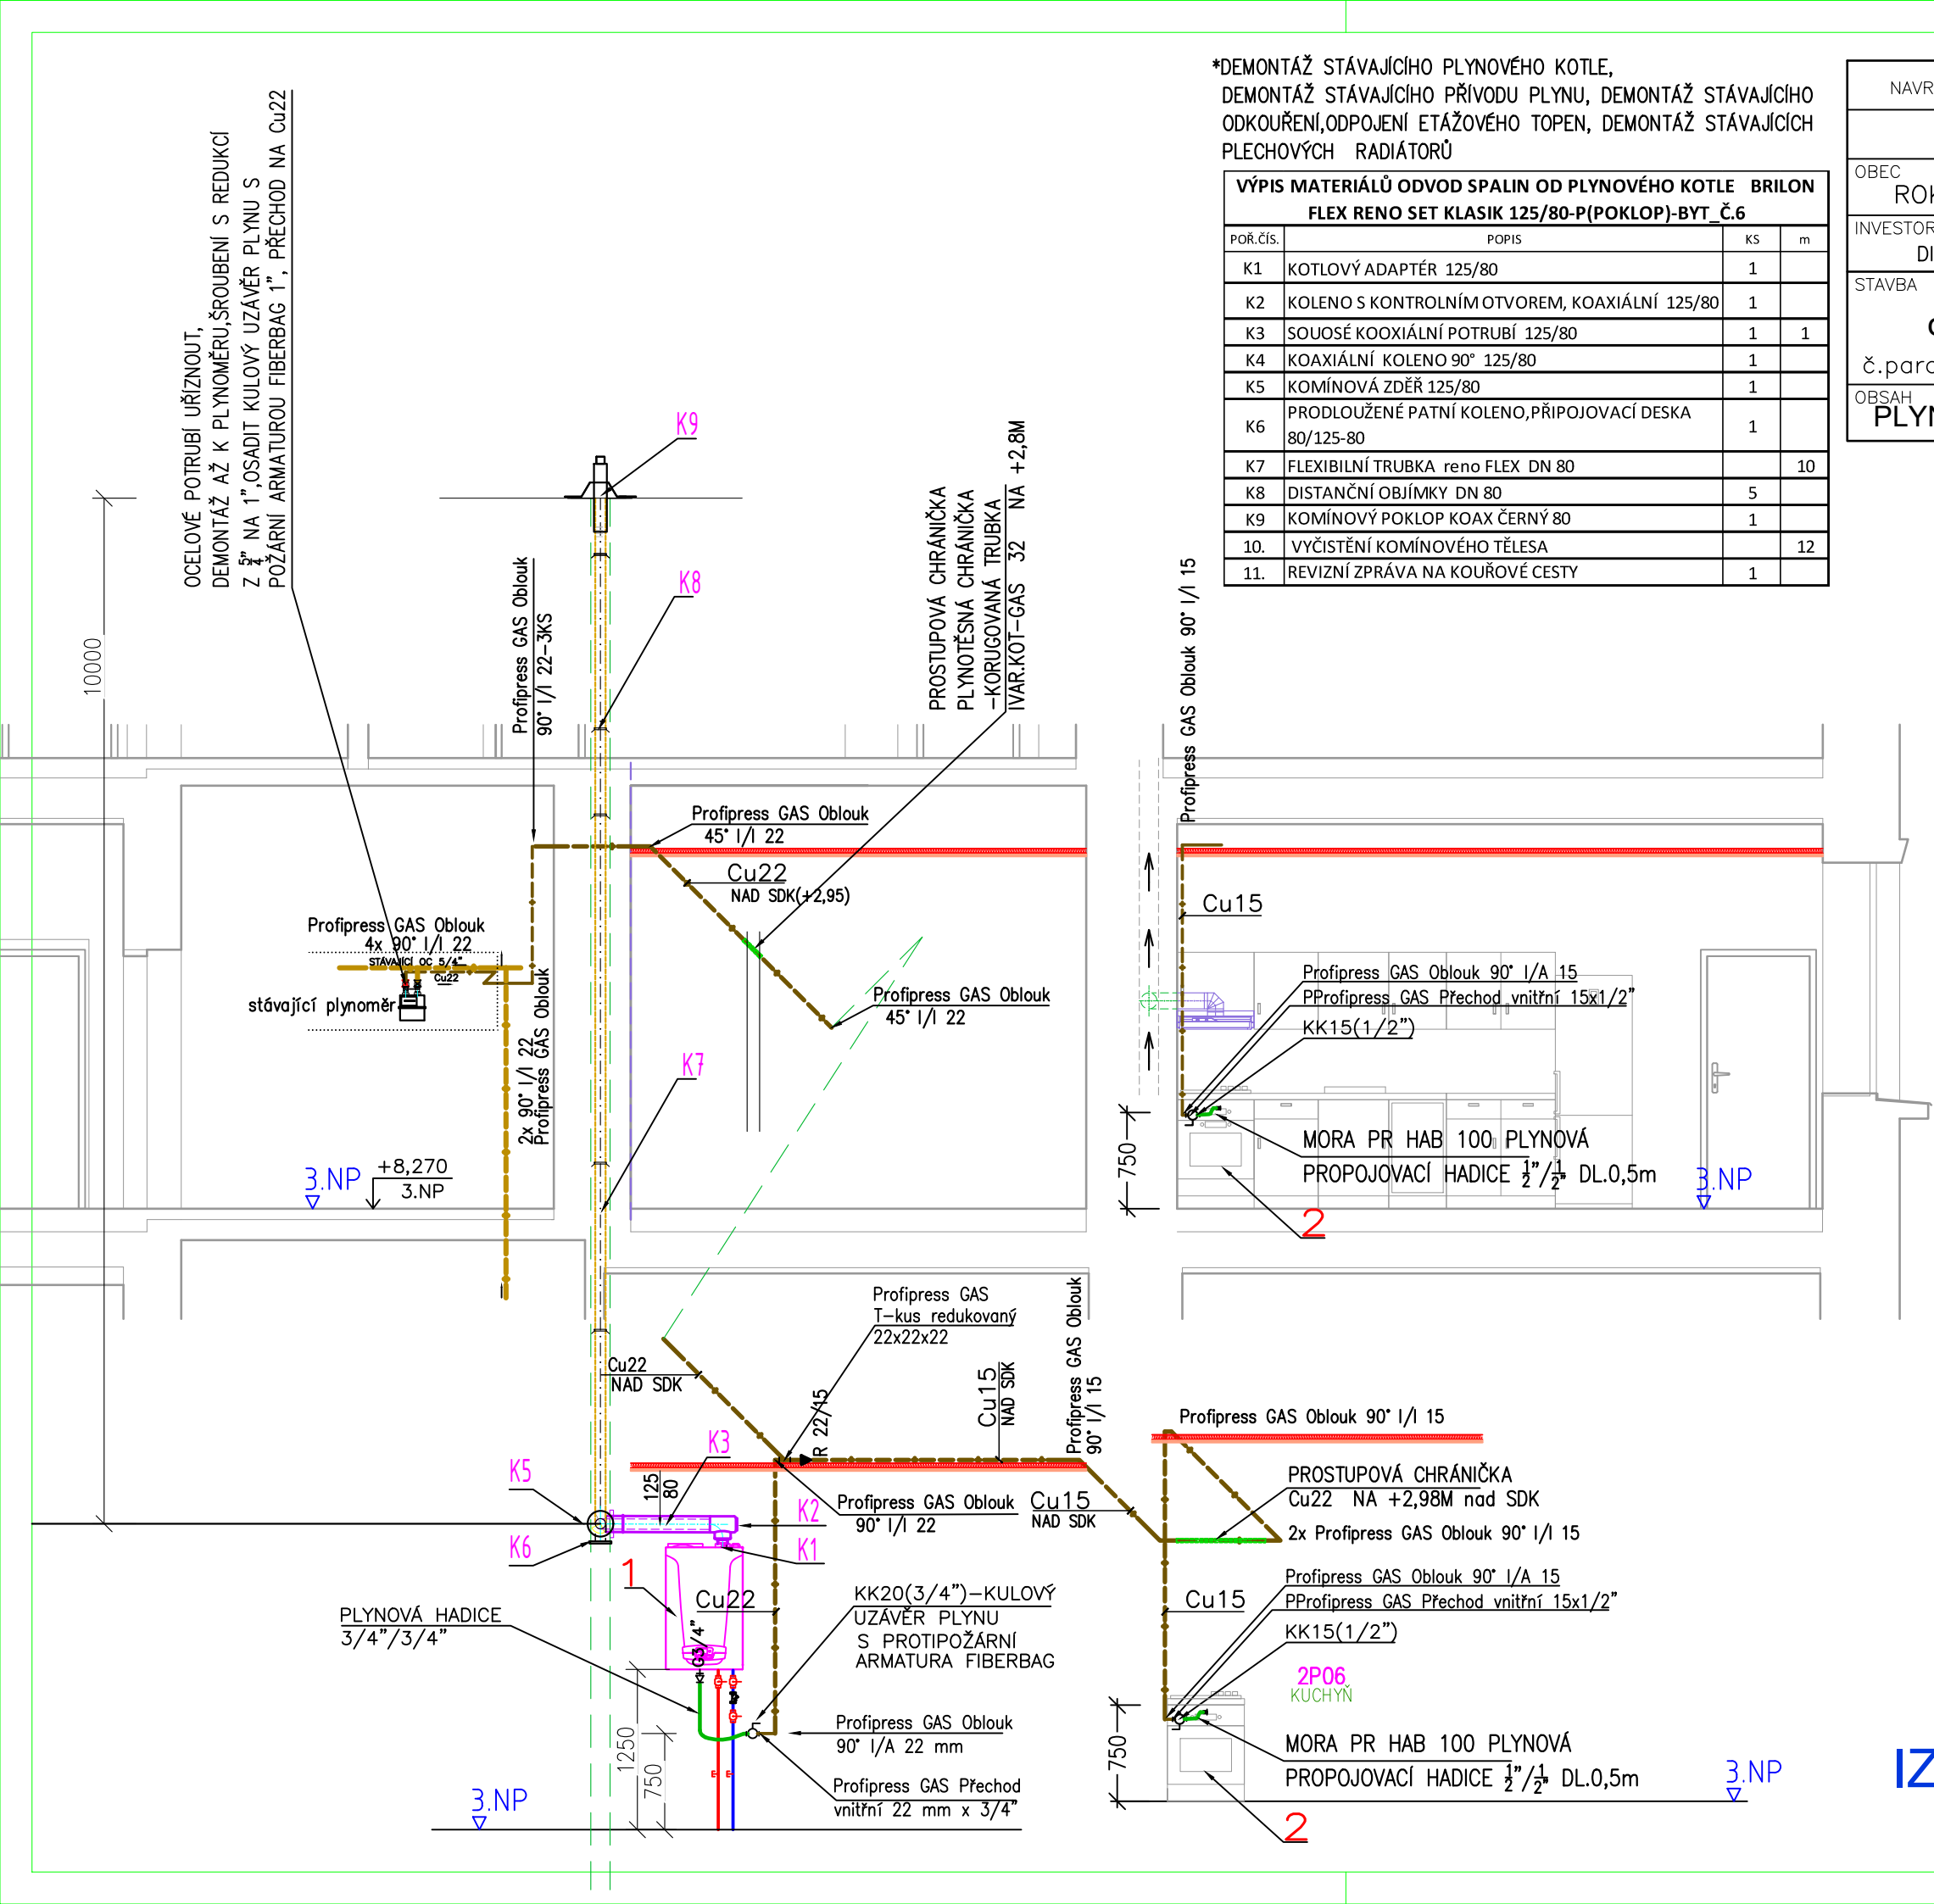 *DEMONTÁŽ STÁVAJÍCÍHO PLYNOVÉHO KOTLE,
DEMONTÁŽ STÁVAJÍCÍHO PŘÍVODU PLYNU, DEMONTÁŽ STÁVAJÍCÍHO
ODKOUŘENÍ,ODPOJENÍ ETÁŽOVÉHO TOPEN, DEMONTÁŽ STÁVAJÍCÍCH
PLECHOVÝCH RADIÁTORŮ
VÝPIS MATERIÁLŮ ODVOD SPALIN OD PLYNOVÉHO KOTLE BRILON
FLEX RENO SET KLASIK 125/80-P(POKLOP)-BYT_Č.6
POŘ.ČÍS. POPIS KS m
K1 KOTLOVÝ ADAPTÉR 125/80 1
K2 KOLENO S KONTROLNÍM OTVOREM, KOAXIÁLNÍ 125/80 1
K3 SOUOSÉ KOOXIÁLNÍ POTRUBÍ 125/80 1 1
K4 KOAXIÁLNÍ KOLENO 90° 125/80 1
K5 KOMÍNOVÁ ZDĚŘ 125/80 1
K6 PRODLOUŽENÉ PATNÍ KOLENO,PŘIPOJOVACÍ DESKA
80/125-80 1
K7 FLEXIBILNÍ TRUBKA reno FLEX DN 80 10
K8 DISTANČNÍ OBJÍMKY DN 80 5
K9 KOMÍNOVÝ POKLOP KOAX ČERNÝ 80 1
10. VYČISTĚNÍ KOMÍNOVÉHO TĚLESA 12
11. REVIZNÍ ZPRÁVA NA KOUŘOVÉ CESTY 1
NAVR
OBEC
ROK
INVESTOR
DI
STAVBA
č.parc
OBSAH
PLYN
OCELOVÉ POTRUBÍ UŘÍZNOUT,
DEMONTÁŽ AŽ K PLYNOMĚRU,ŠROUBENÍ S REDUKCÍ
Z 5/4" NA 1",OSADIT KULOVÝ UZÁVĚR PLYNU S
POŽÁRNÍ ARMATUROU FIBERBAG 1", PŘECHOD NA Cu22
10000
K9
K8
K7
Profipress GAS Oblouk
90° I/I 22-3KS
PROSTUPOVÁ CHRÁNIČKA
PLYNOTĚSNÁ CHRÁNIČKA
-KORUGOVANÁ TRUBKA
IVAR.KOT-GAS 32 NA +2,8M
Profipress GAS Oblouk 90° I/I 15
Profipress GAS Oblouk
45° I/I 22
Cu22
NAD SDK(+2,95)
Profipress GAS Oblouk
4x 90° I/I 22
STÁVAJÍCÍ OC 5/4"
Cu22
stávající plynoměr
2x 90° I/I 22
Profipress GAS Oblouk
Profipress GAS Oblouk
45° I/I 22
3.NP
+8,270
3.NP
Cu15
Profipress GAS Oblouk 90° I/A 15
PProfipress GAS Přechod vnitřní 15x1/2"
KK15(1/2")
750
MORA PR HAB 100 PLYNOVÁ
PROPOJOVACÍ HADICE 1/2"/1/2" DL.0,5m
2
3.NP
Profipress GAS
T-kus redukovaný
22x22x22
Cu22
NAD SDK
R 22/15
Cu15
NAD SDK
Profipress GAS Oblouk
90° I/I 15
K5
K6
K3
125
80
K2
K1
1
Cu22
G3/4"
Profipress GAS Oblouk
90° I/I 22
Cu15
NAD SDK
PLYNOVÁ HADICE
3/4"/3/4"
KK20(3/4")-KULOVÝ
UZÁVĚR PLYNU
S PROTIPOŽÁRNÍ
ARMATURA FIBERBAG
1250
750
Profipress GAS Oblouk
90° I/A 22 mm
Profipress GAS Přechod
vnitřní 22 mm x 3/4"
3.NP
Profipress GAS Oblouk 90° I/I 15
PROSTUPOVÁ CHRÁNIČKA
Cu22 NA +2,98M nad SDK
2x Profipress GAS Oblouk 90° I/I 15
Profipress GAS Oblouk 90° I/A 15
PProfipress GAS Přechod vnitřní 15x1/2"
Cu15
KK15(1/2")
2P06
KUCHYŇ
750
MORA PR HAB 100 PLYNOVÁ
PROPOJOVACÍ HADICE 1/2"/1/2" DL.0,5m
2
3.NP
IZ